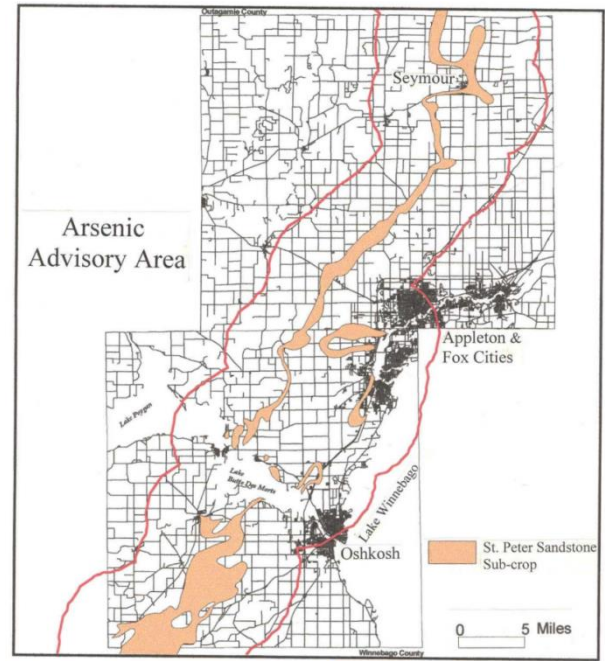 Outagamie County
Seymour
Arsenic
Advisory Area
Appleton &
Fox Cities
Lake Poygan
Lake
Butte Des Morts
Lake Winnebago
Oshkosh
St. Peter Sandstone
Sub-crop
0 5 Miles
Winnebago County